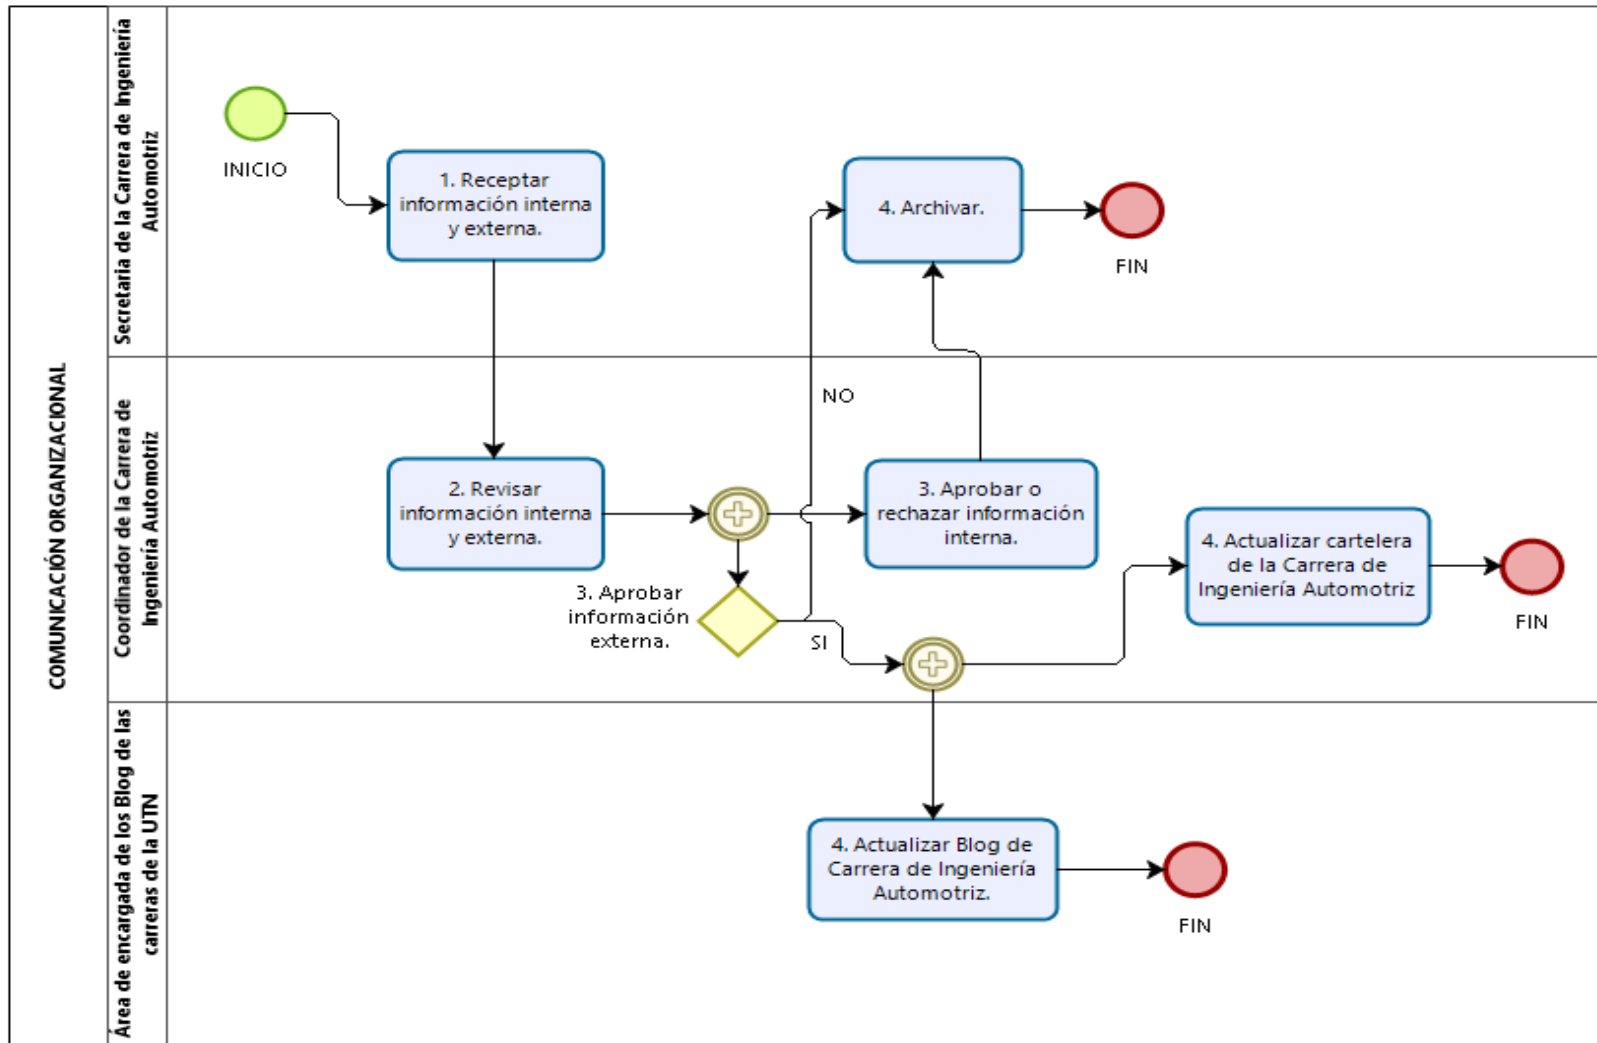 COMUNICACIÓN ORGANIZACIONAL
Secretaria de la Carrera de Ingeniería
Automotriz
INICIO
1. Receptar
información interna
y externa.
4. Archivar.
FIN
Coordinador de la Carrera de
Ingeniería Automotriz
NO
2. Revisar
información interna
y externa.
3. Aprobar o
rechazar información
interna.
3. Aprobar
información
externa.
SI
4. Actualizar cartelera
de la Carrera de
Ingeniería Automotriz
FIN
Área de encargada de los Blog de las
carreras de la UTN
4. Actualizar Blog de
Carrera de Ingeniería
Automotriz.
FIN